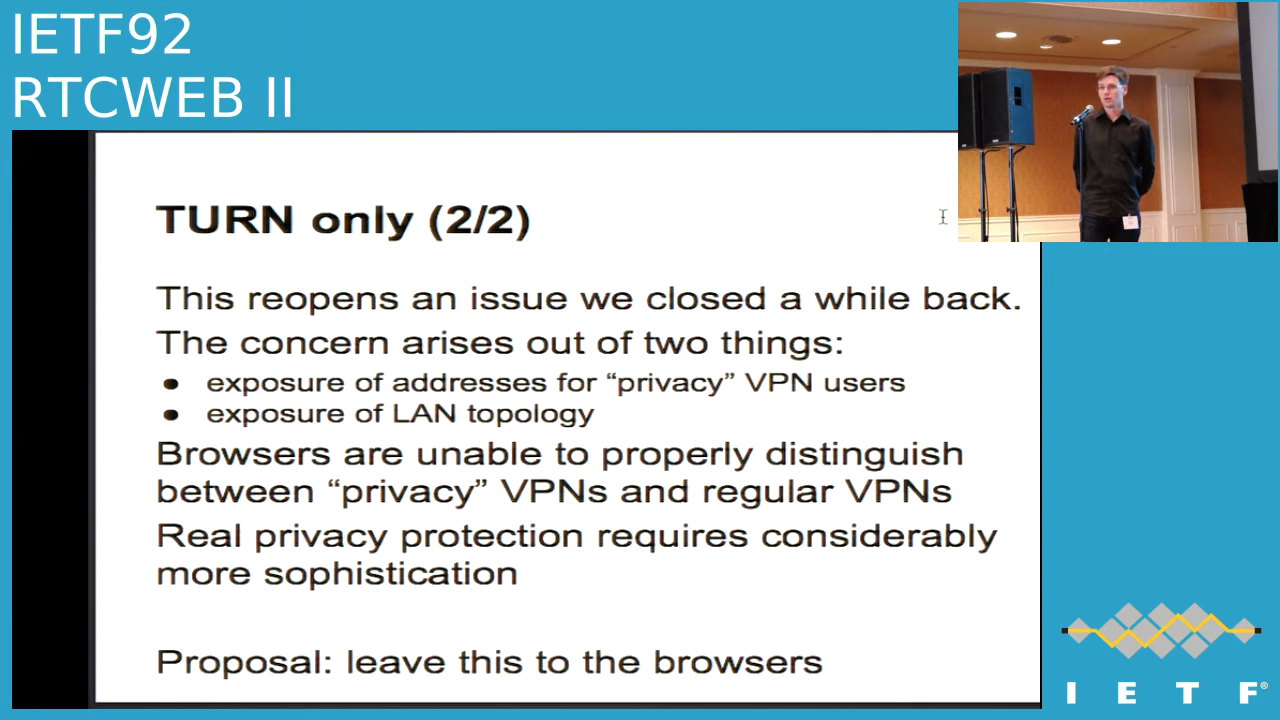 IETF92
RTCWEB II
TURN only (2/2)
This reopens an issue we closed a while back.
The concern arises out of two things:
● exposure of addresses for “privacy” VPN users
● exposure of LAN topology
Browsers are unable to properly distinguish
between “privacy” VPNs and regular VPNs
Real privacy protection requires considerably
more sophistication
Proposal: leave this to the browsers
I E T F®